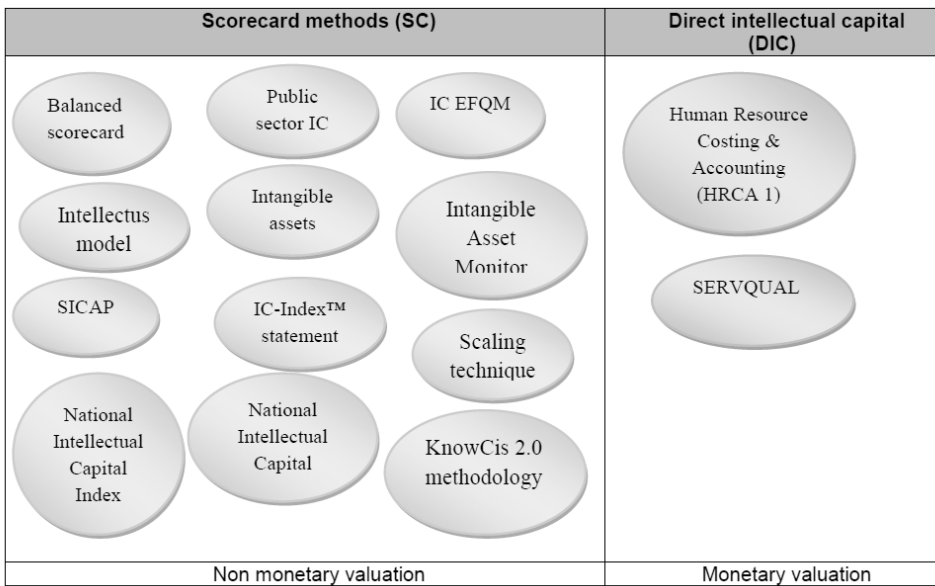 Scorecard methods (SC)
Direct intellectual capital
(DIC)
Balanced
scorecard
Public
sector IC
IC EFQM
Human Resource
Costing &
Accounting
(HRCA 1)
Intellectus
model
Intangible
assets
Intangible
Asset
Monitor
SICAP
IC-Index™
statement
Scaling
technique
SERVQUAL
National
Intellectual
Capital
Index
National
Intellectual
Capital
KnowCis 2.0
methodology
Non monetary valuation
Monetary valuation